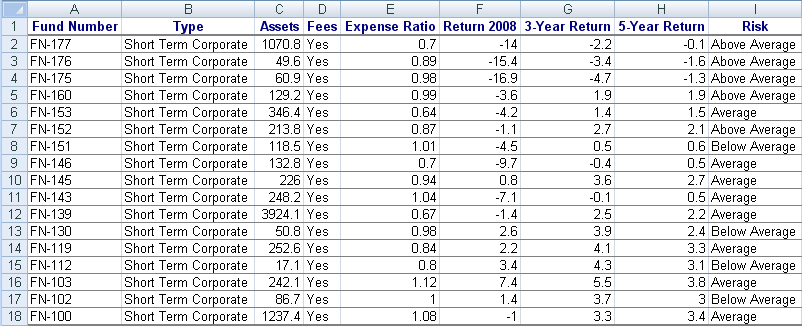 A B C D E F G H I
1 Fund Number Type Assets Fees Expense Ratio Return 2008 3-Year Return 5-Year Return Risk
2 FN-177 Short Term Corporate 1070.8 Yes 0.7 -14 -2.2 -0.1 Above Average
3 FN-176 Short Term Corporate 49.6 Yes 0.89 -15.4 -3.4 -1.6 Above Average
4 FN-175 Short Term Corporate 60.9 Yes 0.98 -16.9 -4.7 -1.3 Above Average
5 FN-160 Short Term Corporate 129.2 Yes 0.99 -3.6 1.9 1.9 Above Average
6 FN-153 Short Term Corporate 346.4 Yes 0.64 -4.2 1.4 1.5 Average
7 FN-152 Short Term Corporate 213.8 Yes 0.87 -1.1 2.7 2.1 Above Average
8 FN-151 Short Term Corporate 118.5 Yes 1.01 -4.5 0.5 0.6 Below Average
9 FN-146 Short Term Corporate 132.8 Yes 0.7 -9.7 -0.4 0.5 Average
10 FN-145 Short Term Corporate 226 Yes 0.94 0.8 3.6 2.7 Average
11 FN-143 Short Term Corporate 248.2 Yes 1.04 -7.1 -0.1 0.5 Average
12 FN-139 Short Term Corporate 3924.1 Yes 0.67 -1.4 2.5 2.2 Average
13 FN-130 Short Term Corporate 50.8 Yes 0.98 2.6 3.9 2.4 Below Average
14 FN-119 Short Term Corporate 252.6 Yes 0.84 2.2 4.1 3.3 Average
15 FN-112 Short Term Corporate 17.1 Yes 0.8 3.4 4.3 3.1 Below Average
16 FN-103 Short Term Corporate 242.1 Yes 1.12 7.4 5.5 3.8 Average
17 FN-102 Short Term Corporate 86.7 Yes 1 1.4 3.7 3 Below Average
18 FN-100 Short Term Corporate 1237.4 Yes 1.08 -1 3.3 3.4 Average